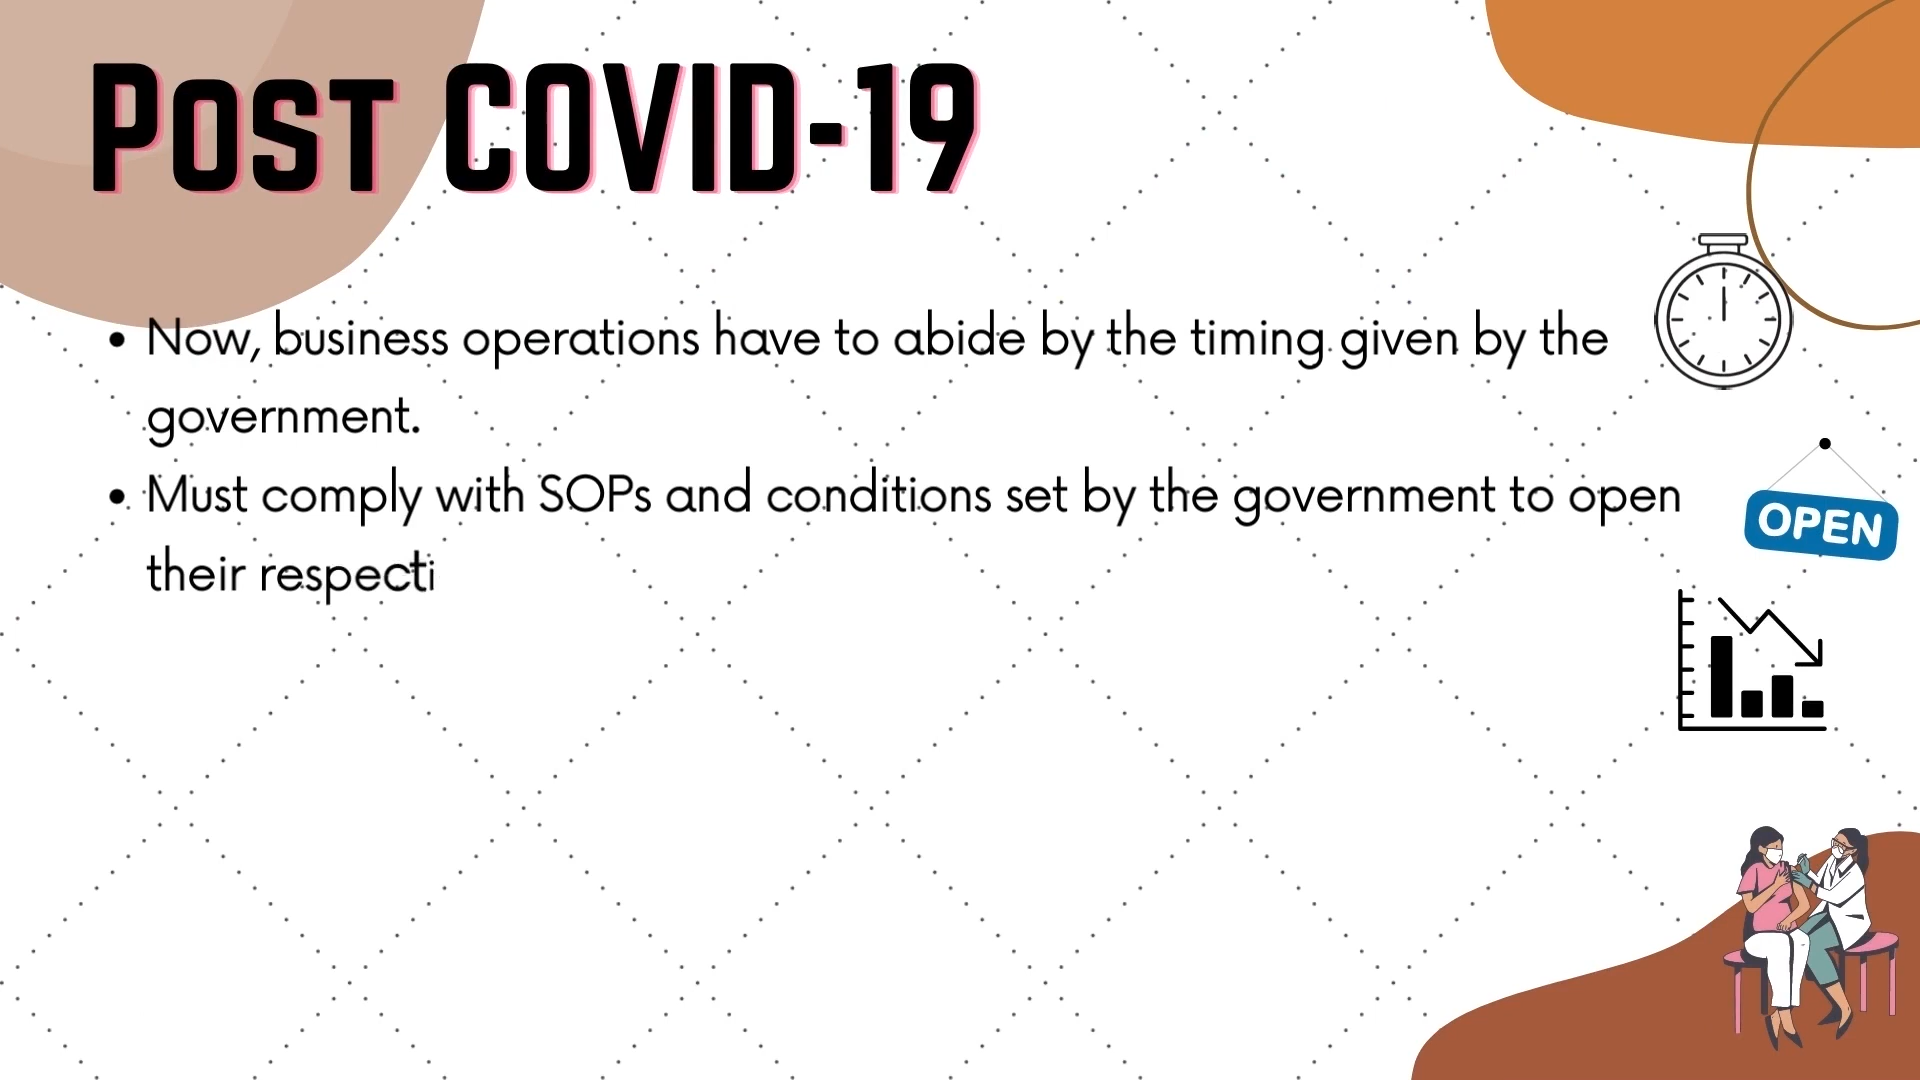 Post COVID-19
• Now, business operations have to abide by the timing given by the
government.
• Must comply with SOPs and conditions set by the government to open
their respecti
OPEN